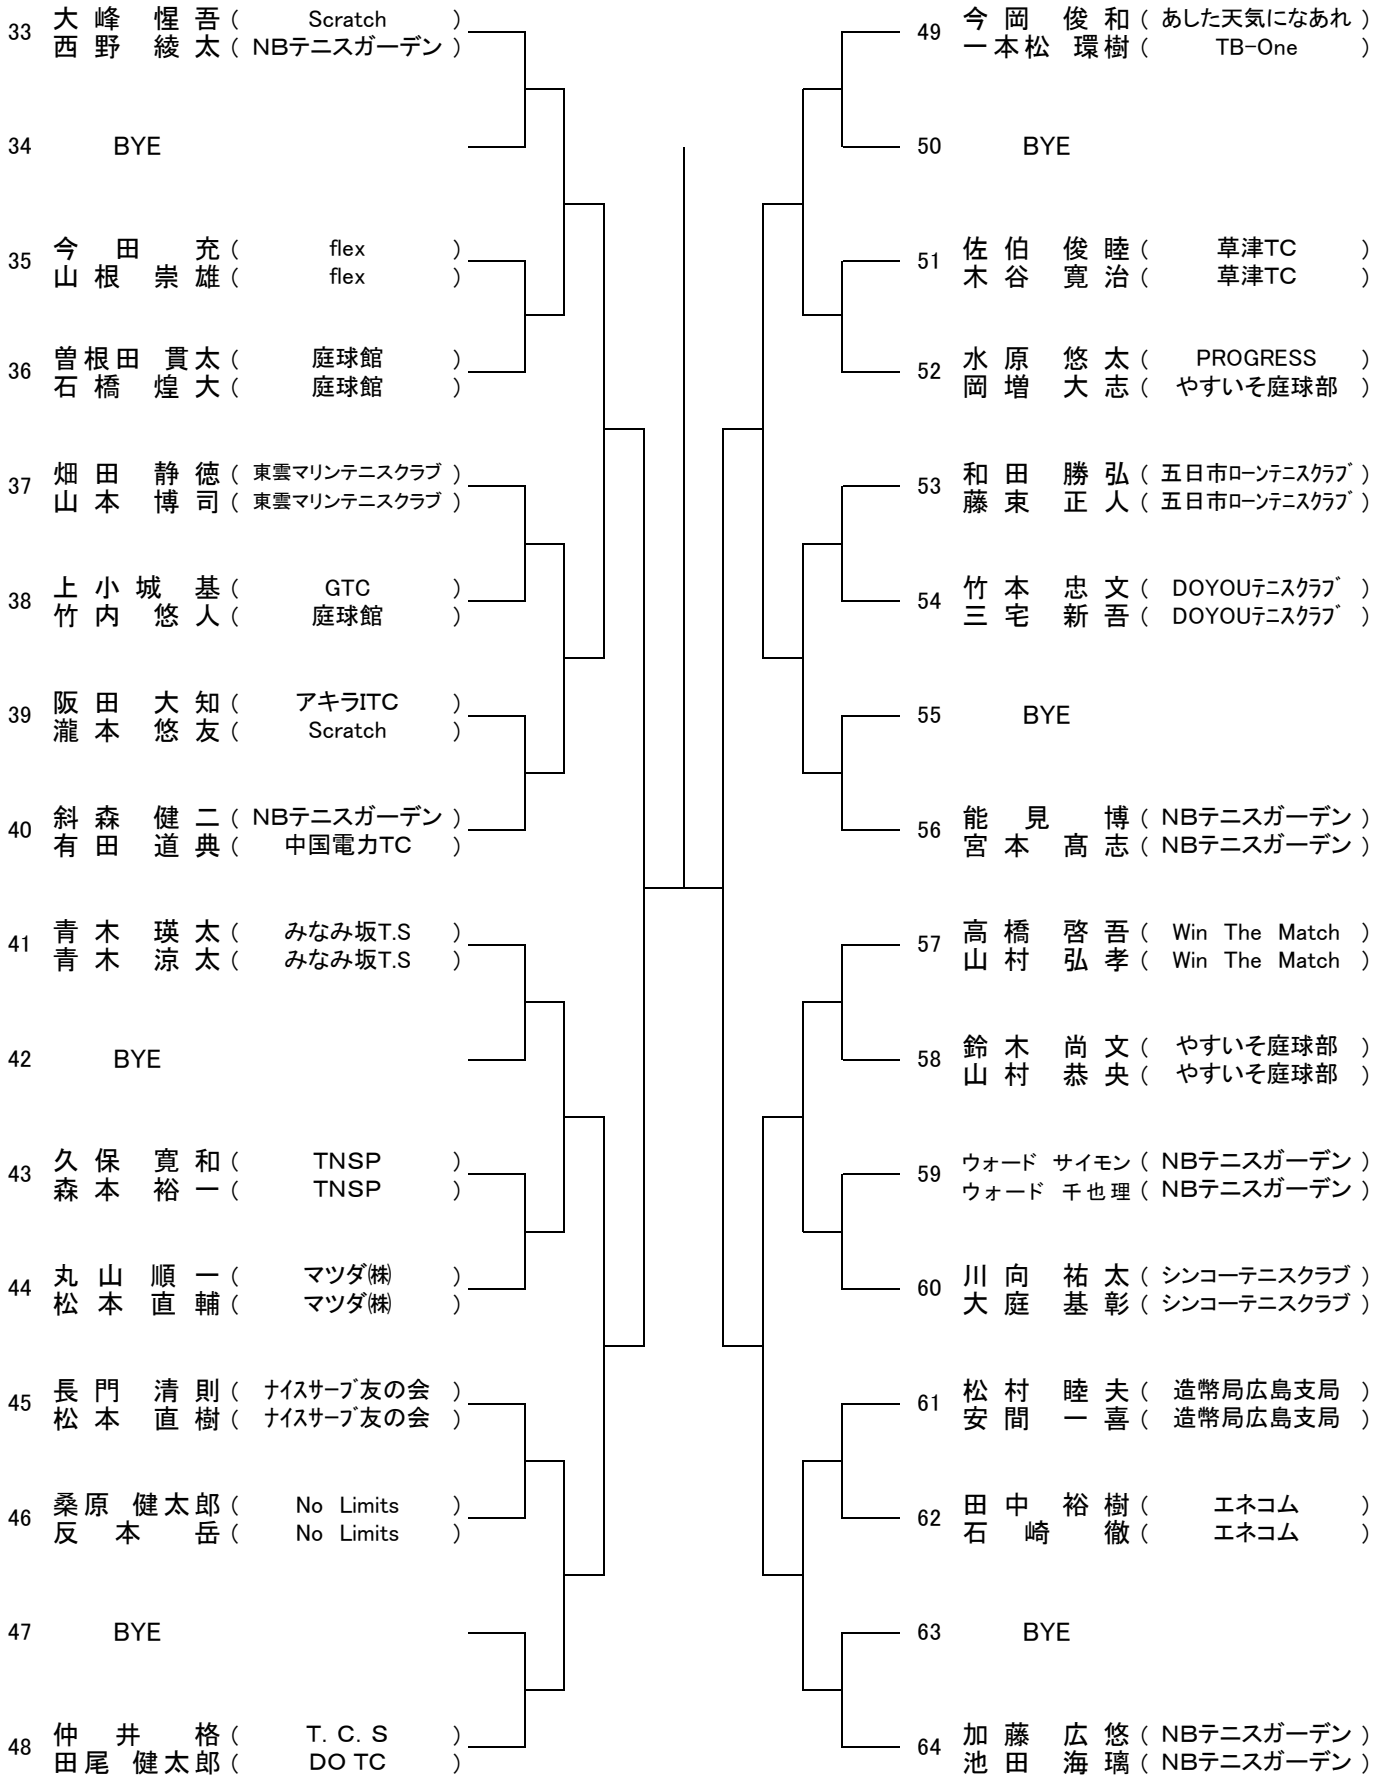 33 大峰 惺吾 ( Scratch )
西野 綾太 ( NBテニスガーデン )
34 BYE
35 今田 充 ( flex )
山根 崇雄 ( flex )
36 曽根田 貫太 ( 庭球館 )
石橋 煌大 ( 庭球館 )
37 畑田 静徳 ( 東雲マリンテニスクラブ )
山本 博司 ( 東雲マリンテニスクラブ )
38 上小城 基 ( GTC )
竹内 悠人 ( 庭球館 )
39 阪田 大知 ( アキラITC )
瀧本 悠友 ( Scratch )
40 斜森 健二 ( NBテニスガーデン )
有田 道典 ( 中国電力TC )
41 青木 瑛太 ( みなみ坂T.S )
青木 涼太 ( みなみ坂T.S )
42 BYE
43 久保 寛和 ( TNSP )
森本 裕一 ( TNSP )
44 丸山 順一 ( マツダ㈱ )
松本 直輔 ( マツダ㈱ )
45 長門 清則 ( ﾅｲｽｻｰﾌﾞ友の会 )
松本 直樹 ( ﾅｲｽｻｰﾌﾞ友の会 )
46 桑原 健太郎 ( No Limits )
反本 岳 ( No Limits )
47 BYE
48 仲井 格 ( T. C. S )
田尾 健太郎 ( DO TC )
49 今岡 俊和 ( あした天気になあれ )
一本松 環樹 ( TB-One )
50 BYE
51 佐伯 俊睦 ( 草津TC )
木谷 寛治 ( 草津TC )
52 水原 悠太 ( PROGRESS )
岡増 大志 ( やすいそ庭球部 )
53 和田 勝弘 ( 五日市ﾛｰﾝﾃﾆｽｸﾗﾌﾞ )
藤東 正人 ( 五日市ﾛｰﾝﾃﾆｽｸﾗﾌﾞ )
54 竹本 忠文 ( DOYOUﾃﾆｽｸﾗﾌﾞ )
三宅 新吾 ( DOYOUﾃﾆｽｸﾗﾌﾞ )
55 BYE
56 能見 博 ( NBテニスガーデン )
宮本 髙志 ( NBテニスガーデン )
57 高橋 啓吾 ( Win The Match )
山村 弘孝 ( Win The Match )
58 鈴木 尚文 ( やすいそ庭球部 )
山村 恭央 ( やすいそ庭球部 )
59 ウォード サイモン ( NBテニスガーデン )
ウォード 千也理 ( NBテニスガーデン )
60 川向 祐太 ( シンコーテニスクラブ )
大庭 基彰 ( シンコーテニスクラブ )
61 松村 睦夫 ( 造幣局広島支局 )
安間 一喜 ( 造幣局広島支局 )
62 田中 裕樹 ( エネコム )
石崎 徹 ( エネコム )
63 BYE
64 加藤 広悠 ( NBテニスガーデン )
池田 海璃 ( NBテニスガーデン )